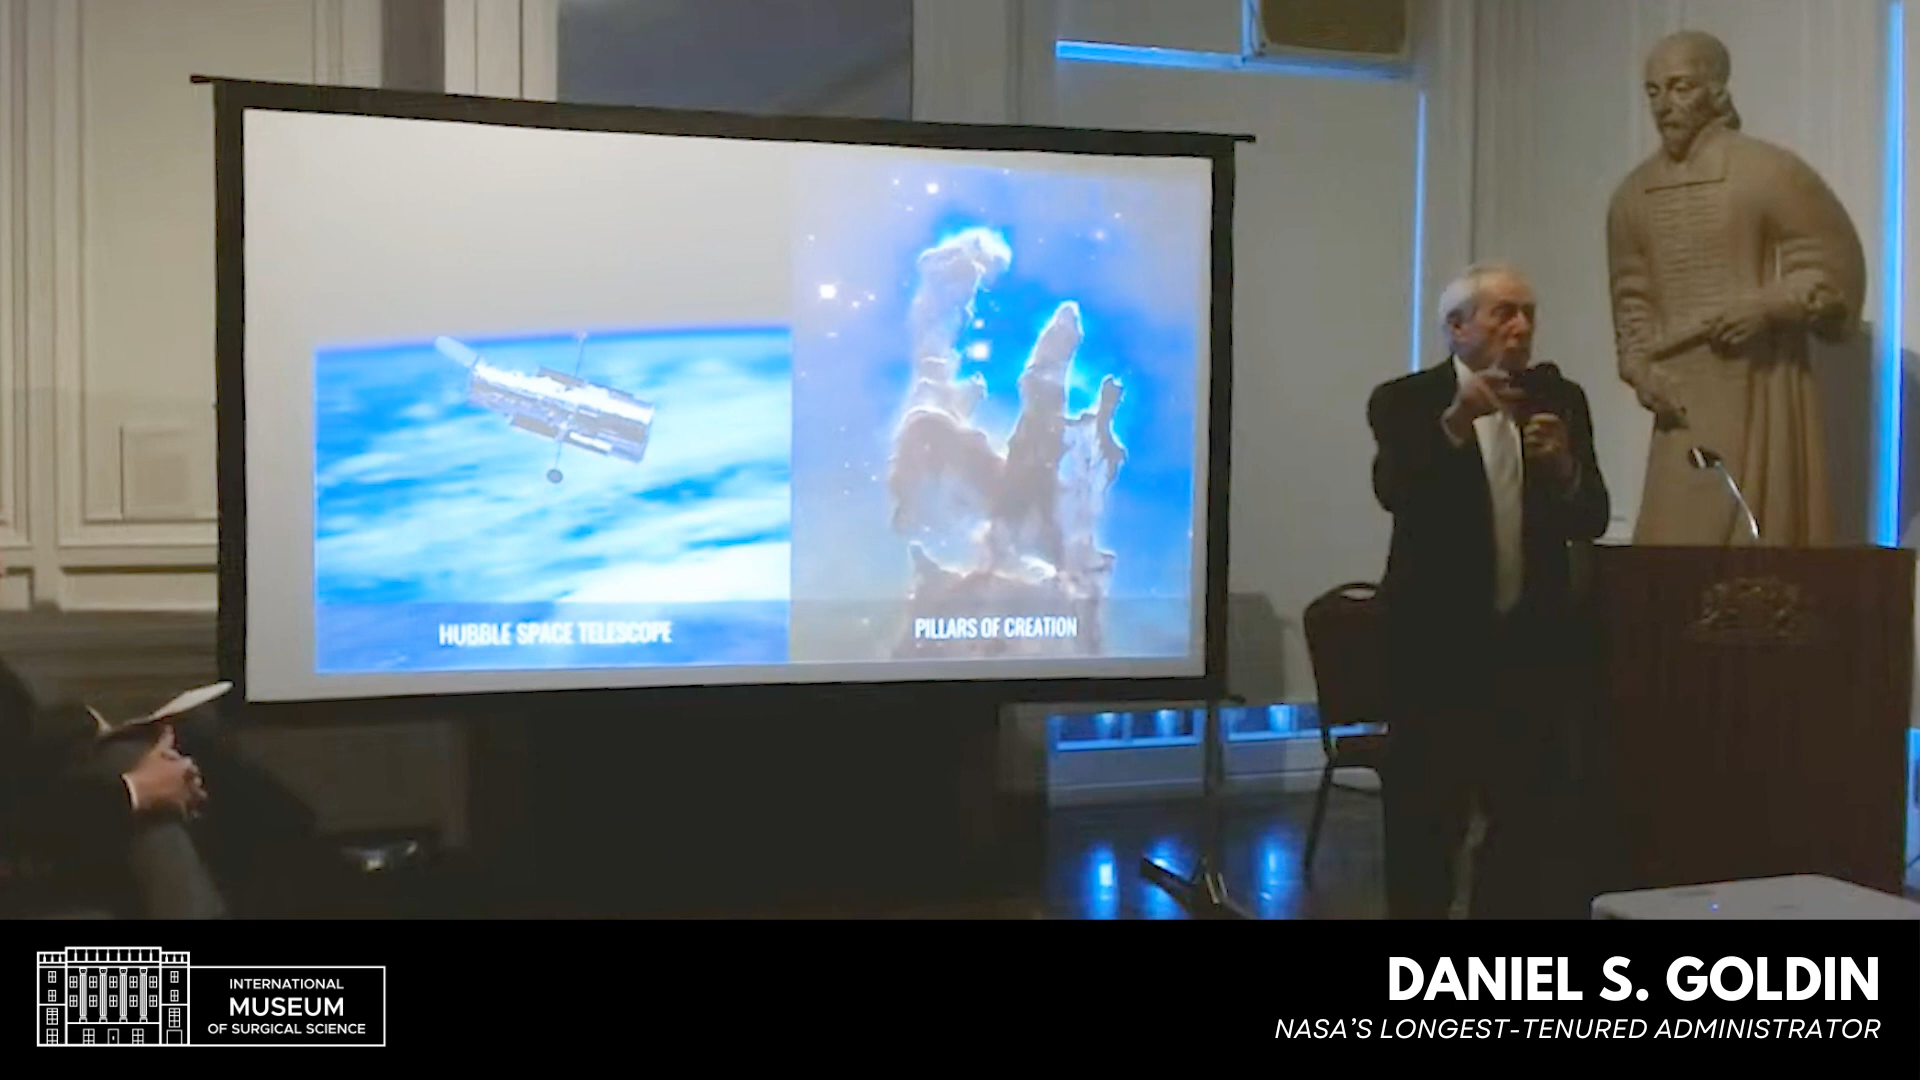 HUBBLE SPACE TELESCOPE
PILLARS OF CREATION
INTERNATIONAL
MUSEUM
OF SURGICAL SCIENCE
DANIEL S. GOLDIN
NASA'S LONGEST-TENURED ADMINISTRATOR